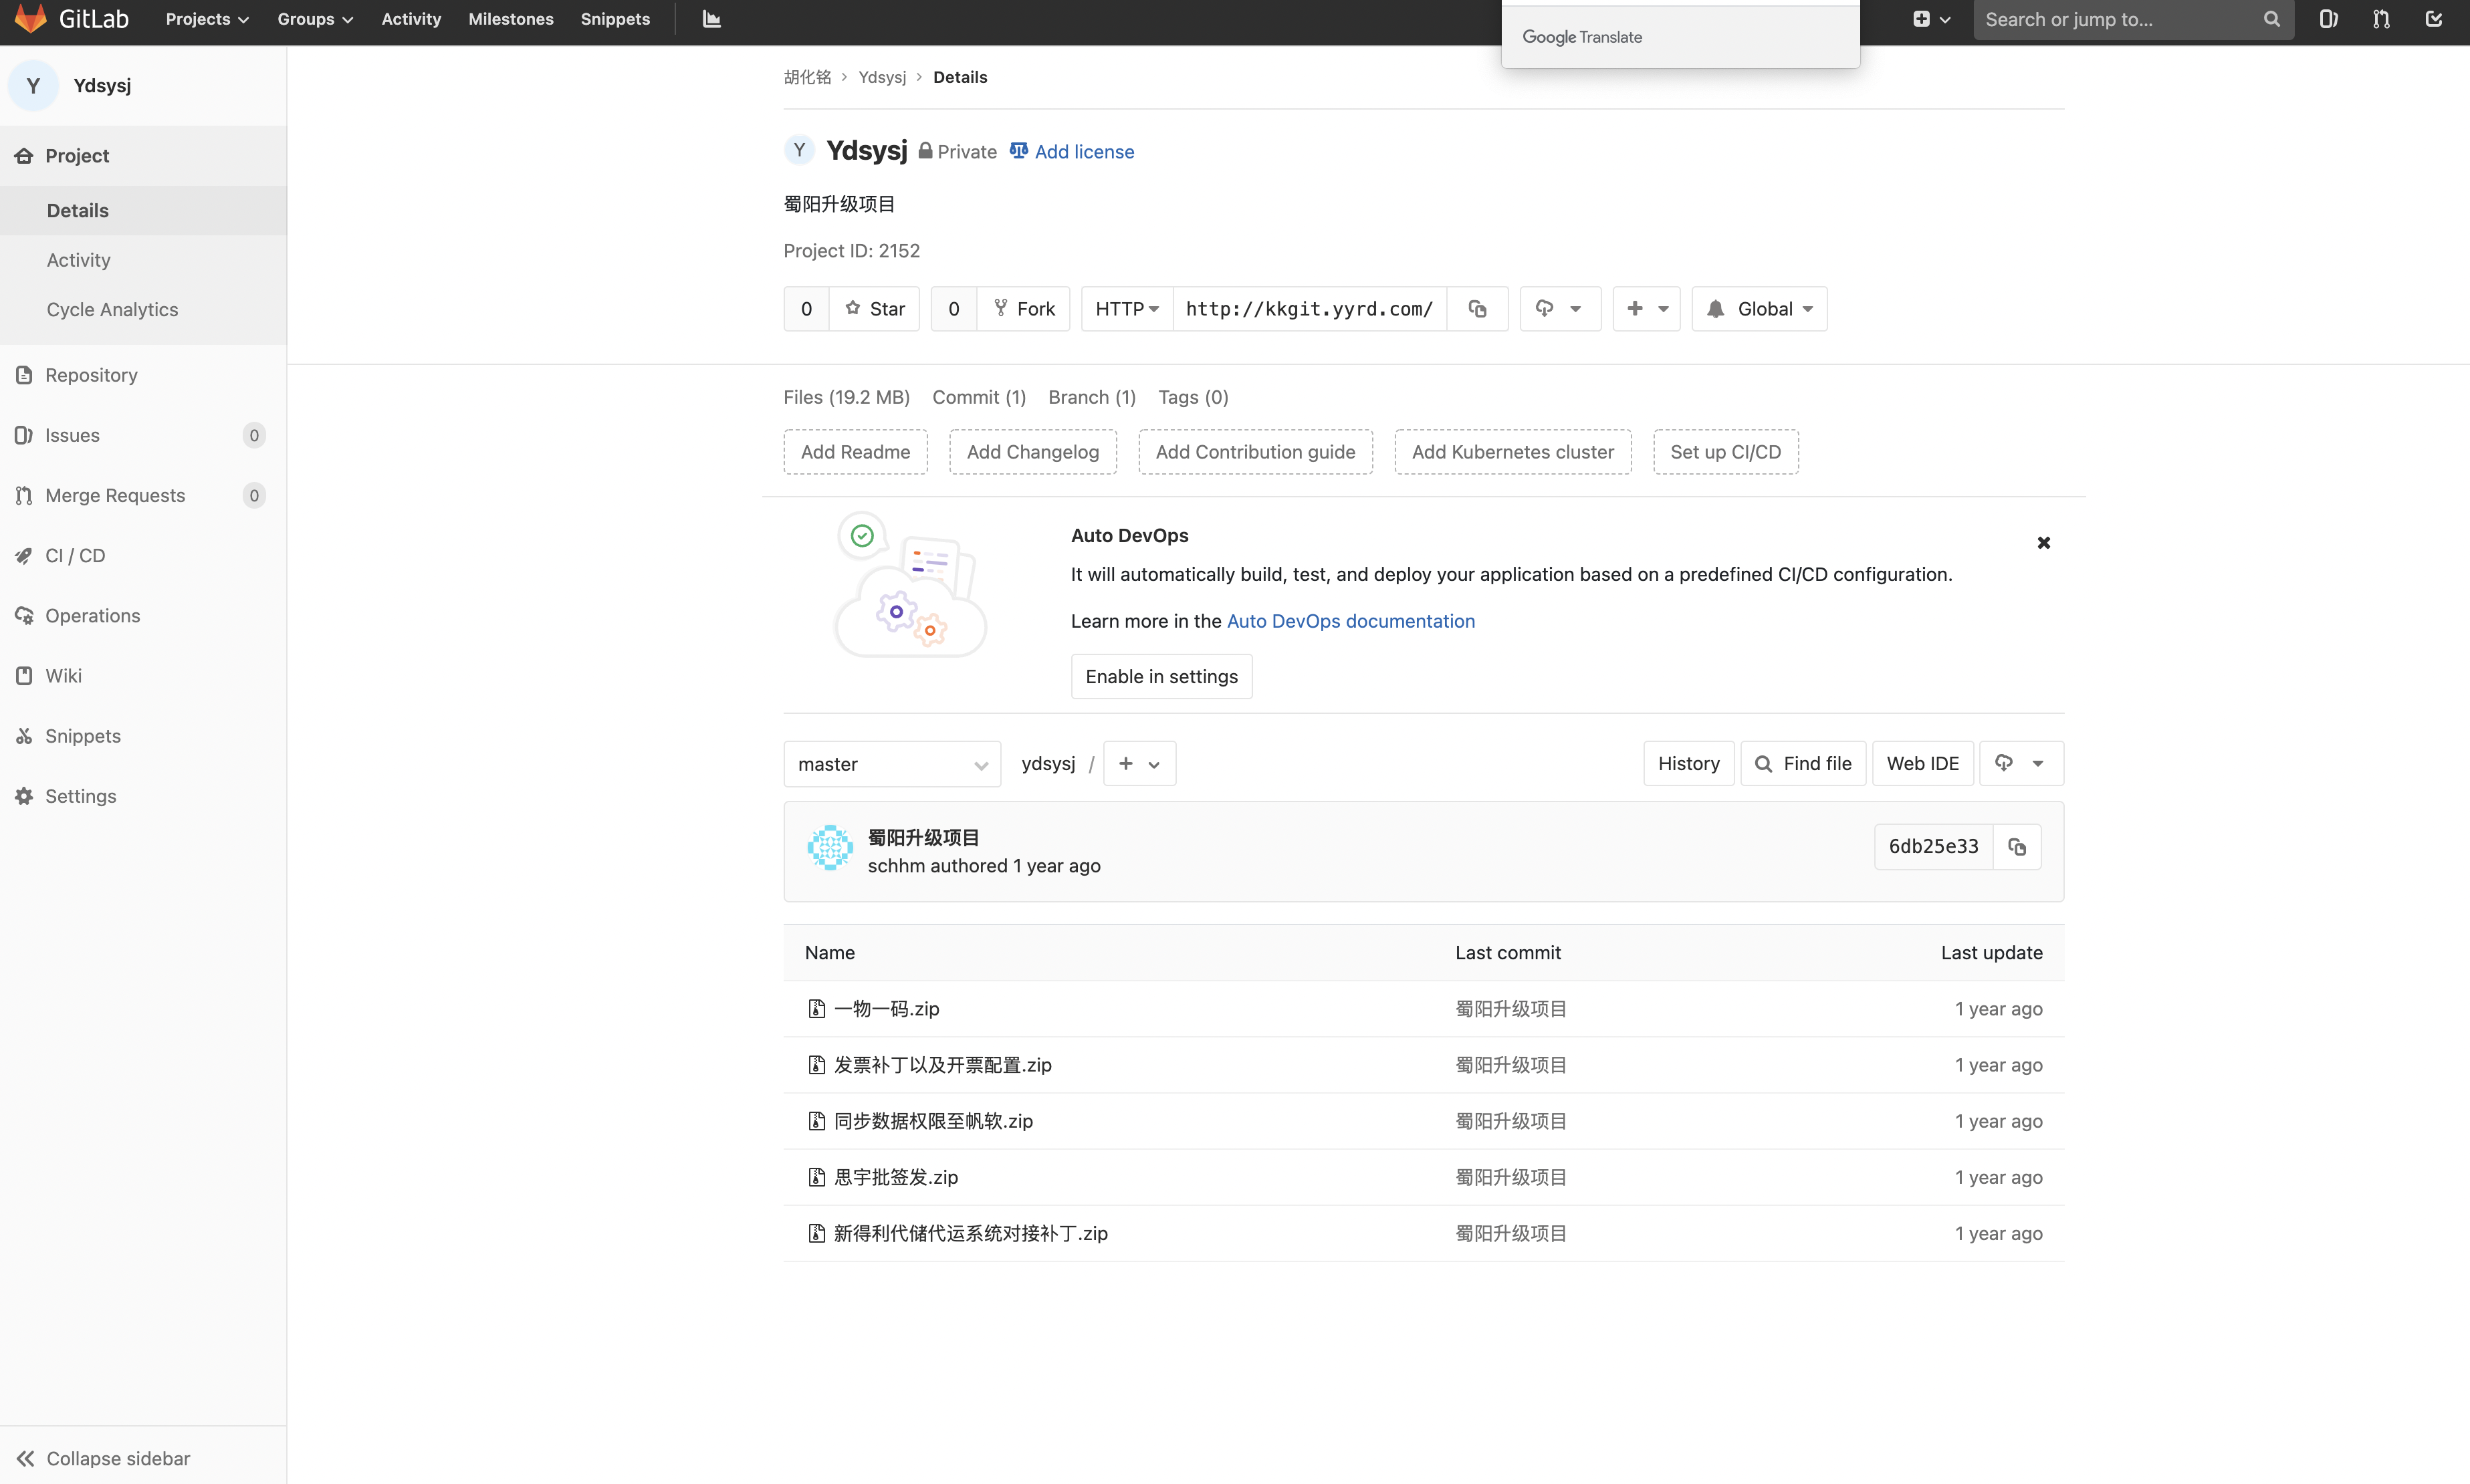 GitLab Projects Groups Activity Milestones Snippets Search or jump to...
Google Translate
Y Ydsysj
Project
Details
Activity
Cycle Analytics
Repository
Issues 0
Merge Requests 0
CI / CD
Operations
Wiki
Snippets
Settings
Collapse sidebar
胡化铭 > Ydsysj > Details
Y Ydsysj Private Add license
蜀阳升级项目
Project ID: 2152
0 Star 0 Fork HTTP http://kkgit.yyrd.com/ Global
Files (19.2 MB) Commit (1) Branch (1) Tags (0)
Add Readme Add Changelog Add Contribution guide Add Kubernetes cluster Set up CI/CD
Auto DevOps
It will automatically build, test, and deploy your application based on a predefined CI/CD configuration.
Learn more in the Auto DevOps documentation
Enable in settings
master ydsysj / + History Find file Web IDE
蜀阳升级项目
schhm authored 1 year ago
6db25e33
Name Last commit Last update
一物一码.zip 蜀阳升级项目 1 year ago
发票补丁以及开票配置.zip 蜀阳升级项目 1 year ago
同步数据权限至帆软.zip 蜀阳升级项目 1 year ago
思宇批签发.zip 蜀阳升级项目 1 year ago
新得利代储代运系统对接补丁.zip 蜀阳升级项目 1 year ago